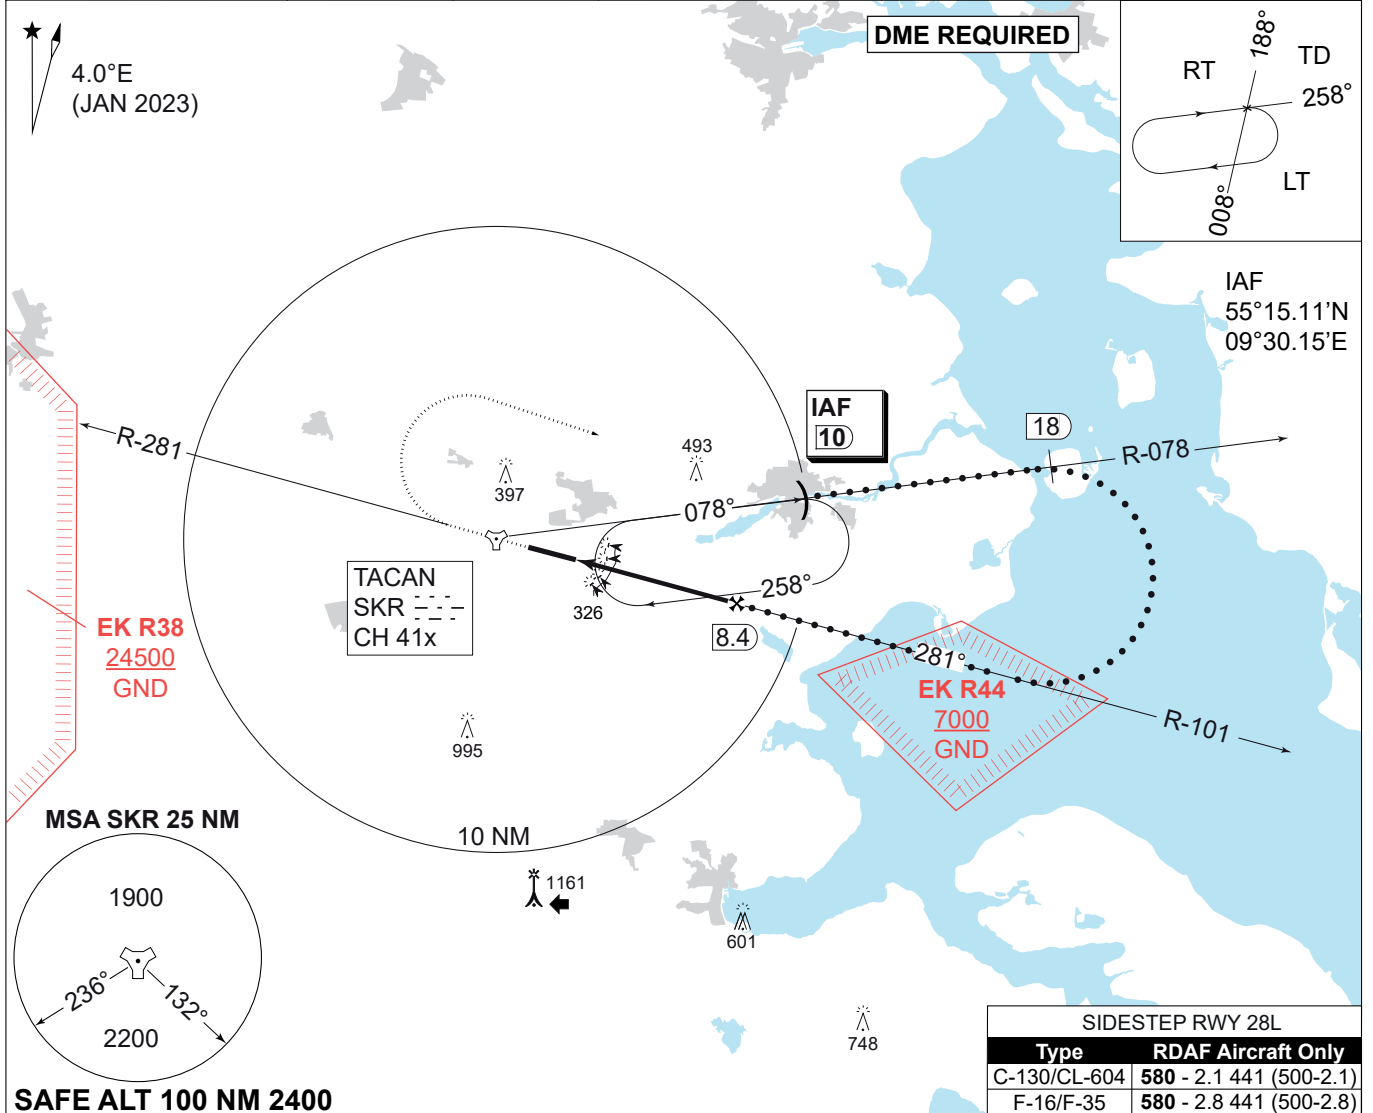 DME REQUIRED
4.0°E
(JAN 2023)
188°
RT
TD
258°
LT
008°
IAF
55°15.11'N
09°30.15'E
IAF
10
18
R-281
R-078
493
397
078°
258°
TACAN
SKR
CH 41x
326
8.4
281°
EK R38
24500
GND
EK R44
7000
GND
R-101
995
MSA SKR 25 NM
10 NM
1900
236°
132°
2200
1161
601
748
SAFE ALT 100 NM 2400
SIDESTEP RWY 28L
Type RDAF Aircraft Only
C-130/CL-604 580 - 2.1 441 (500-2.1)
F-16/F-35 580 - 2.8 441 (500-2.8)